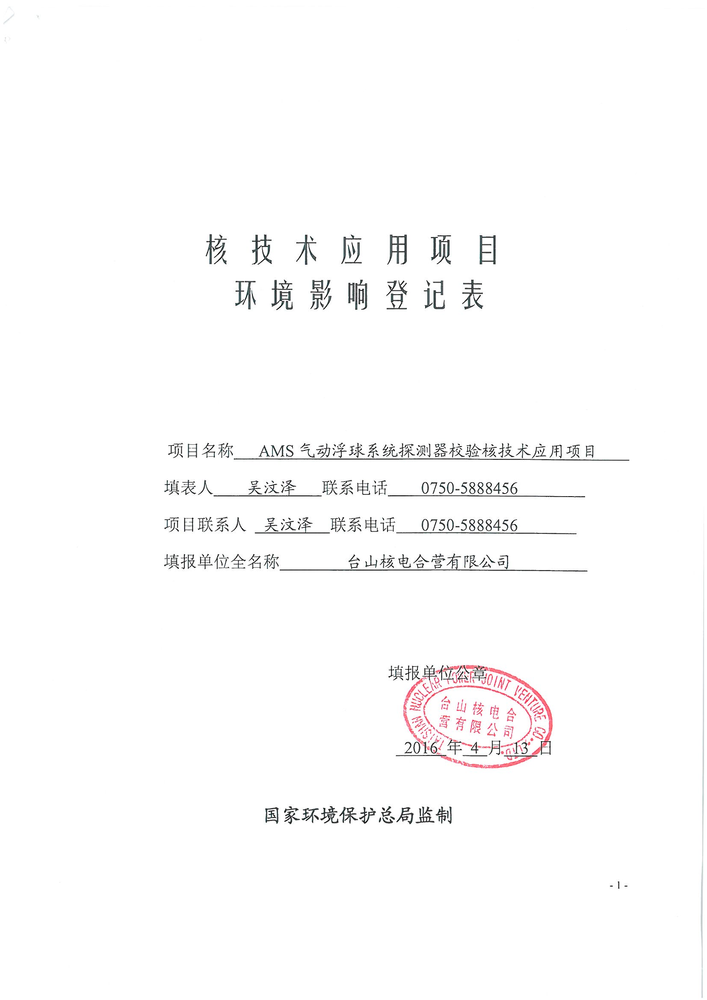 核技术应用项目
环境影响登记表
项目名称 AMS 气动浮球系统探测器校验核技术应用项目
填表人 吴汶泽 联系电话 0750-5888456
项目联系人 吴汶泽 联系电话 0750-5888456
填报单位全名称 台山核电合营有限公司
填报单位公章
TAISHAN NUCLEAR POWER JOINT VENTURE CO.,LTD.
台山核电合
营有限公司
2016 年 4 月 13 日
国家环境保护总局监制
- 1 -